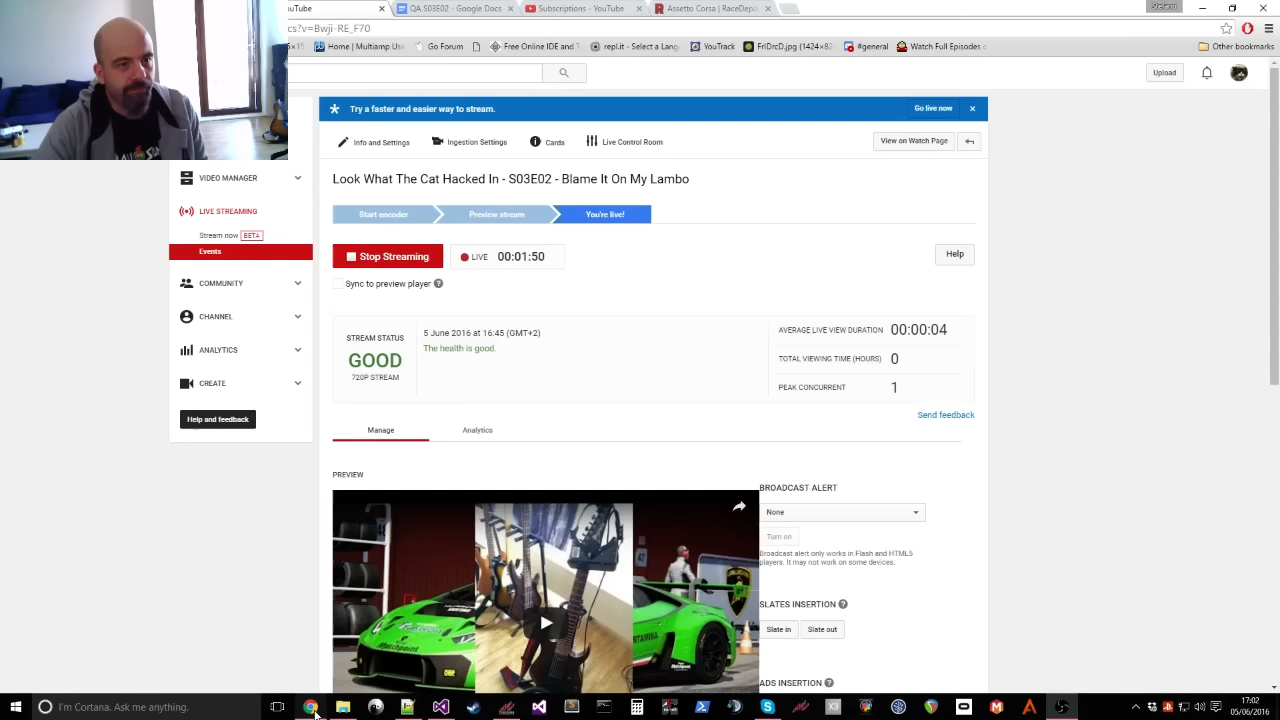 QA S03E02 - Google Docs
Subscriptions - YouTube
Assetto Corsa | RaceDep
Stefano
cs?v=Bwji-RE_F70
Multiamp Us
Go Forum
Online IDE and T
repl.it - Backend
YouTrack
FriDrcD.jpg (1424×82
#general
Watch Full Episodes
Other bookmarks
Upload
Try a faster and easier way to stream.
Go live now
Info and Settings
Ingestion Settings
Cards
Live Control Room
View on Watch Page
VIDEO MANAGER
Look What The Cat Hacked In - S03E02 - Blame It On My Lambo
LIVE STREAMING
Start encoder
Preview stream
You're live!
Stream now BETA
Events
Stop Streaming
LIVE 00:01:50
Help
COMMUNITY
Sync to preview player
CHANNEL
STREAM STATUS
GOOD
720P STREAM
5 June 2016 at 16:45 (GMT+2)
The health is good.
AVERAGE LIVE VIEW DURATION 00:00:04
TOTAL VIEWING TIME (HOURS) 0
PEAK CONCURRENT 1
ANALYTICS
CREATE
Help and feedback
Send feedback
Manage
Analytics
PREVIEW
BROADCAST ALERT
None
Turn on
Broadcast alert only works in Flash and HTML5
players. It may not work on some devices.
SLATES INSERTION
Slate in
Slate out
ADS INSERTION
I'm Cortana. Ask me anything.
17:02
05/06/2016